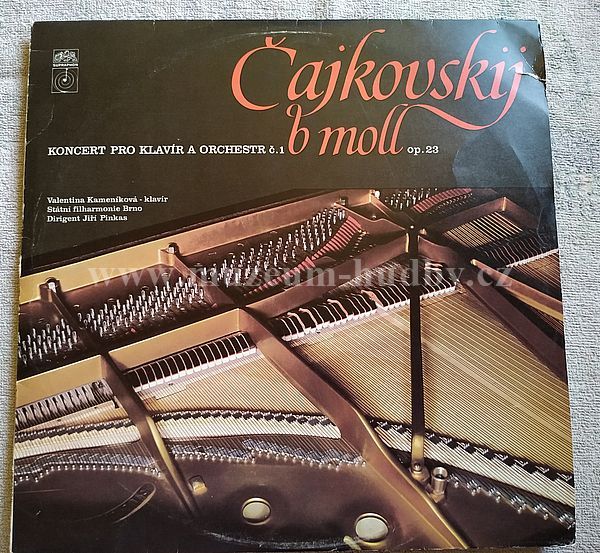 SUPRAPHON
Čajkovskij
b moll
KONCERT PRO KLAVÍR A ORCHESTR č.1
op. 23
Valentina Kameníková - klavír
Státní filharmonie Brno
Dirigent Jiří Pinkas
www.muzeum-hudby.cz